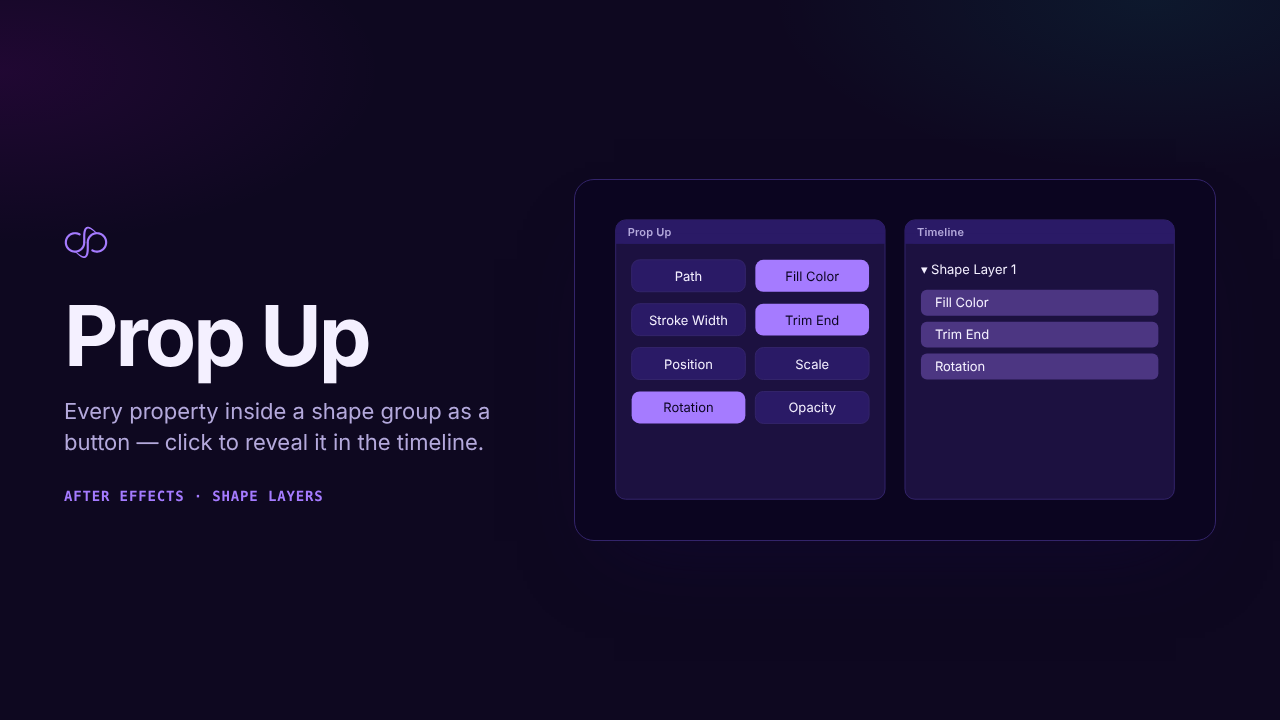 Prop Up
Every property inside a shape group as a
button — click to reveal it in the timeline.
AFTER EFFECTS · SHAPE LAYERS
Prop Up
Path
Fill Color
Stroke Width
Trim End
Position
Scale
Rotation
Opacity
Timeline
▾ Shape Layer 1
Fill Color
Trim End
Rotation